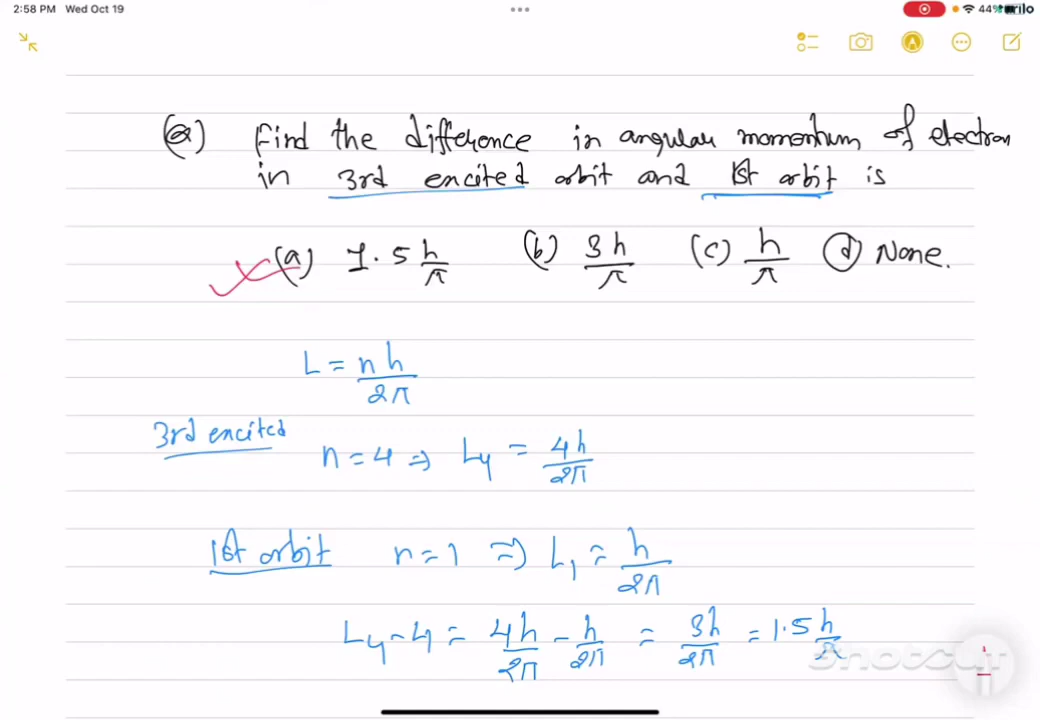 2:58 PM Wed Oct 19
44%
(Q) Find the difference in angular momentum of electron
in 3rd excited orbit and 1st orbit is
(a) 1.5 h/π (b) 3h/π (c) h/π (d) None.
L = nh/2π
3rd excited n = 4 ⇒ L4 = 4h/2π
1st orbit n = 1 ⇒ L1 = h/2π
L4 - L1 = 4h/2π - h/2π = 3h/2π = 1.5 h/π